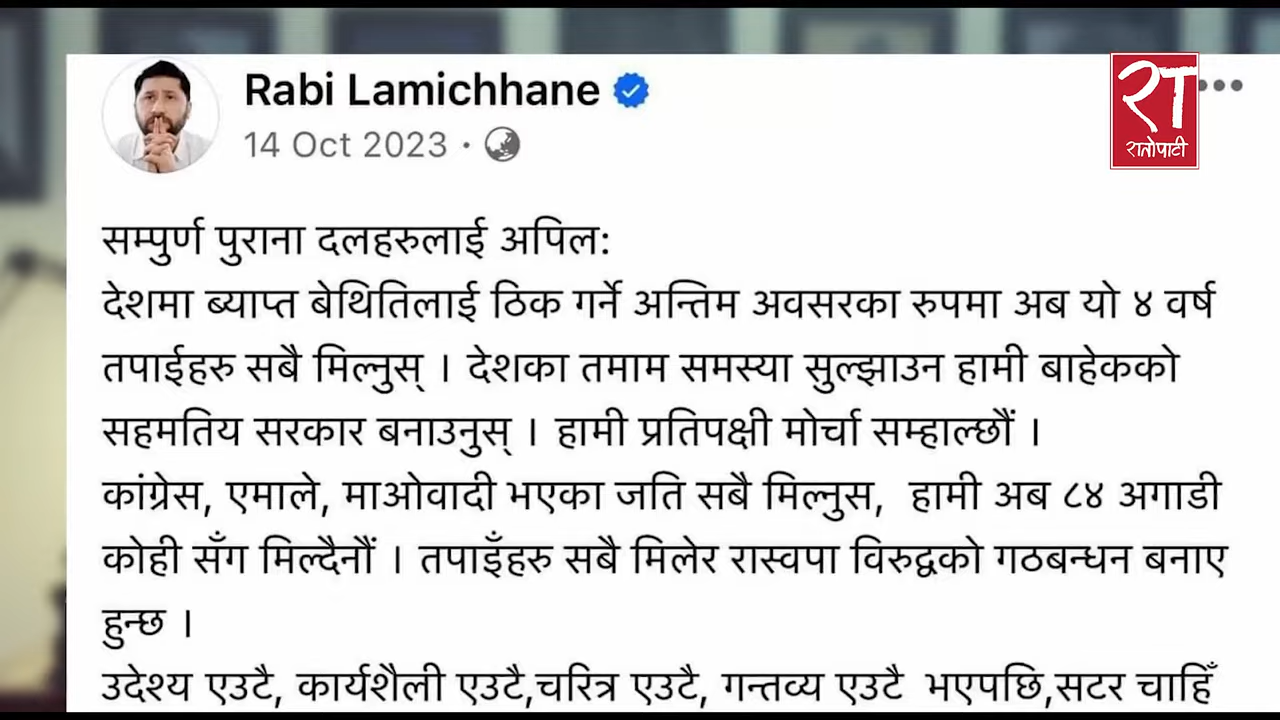 Rabi Lamichhane
14 Oct 2023 ·
रा
रातोपाटी
सम्पुर्ण पुराना दलहरुलाई अपिल:
देशमा ब्याप्त बेथितिलाई ठिक गर्ने अन्तिम अवसरका रुपमा अब यो ४ वर्ष
तपाईहरु सबै मिल्नुस् । देशका तमाम समस्या सुल्झाउन हामी बाहेकको
सहमतिय सरकार बनाउनुस् । हामी प्रतिपक्षी मोर्चा सम्हाल्छौं ।
कांग्रेस, एमाले, माओवादी भएका जति सबै मिल्नुस, हामी अब ८४ अगाडी
कोही सँग मिल्दैनौं । तपाइँहरु सबै मिलेर रास्वपा विरुद्वको गठबन्धन बनाए
हुन्छ ।
उदेश्य एउटै, कार्यशैली एउटै,चरित्र एउटै, गन्तव्य एउटै भएपछि,सटर चाहिँ